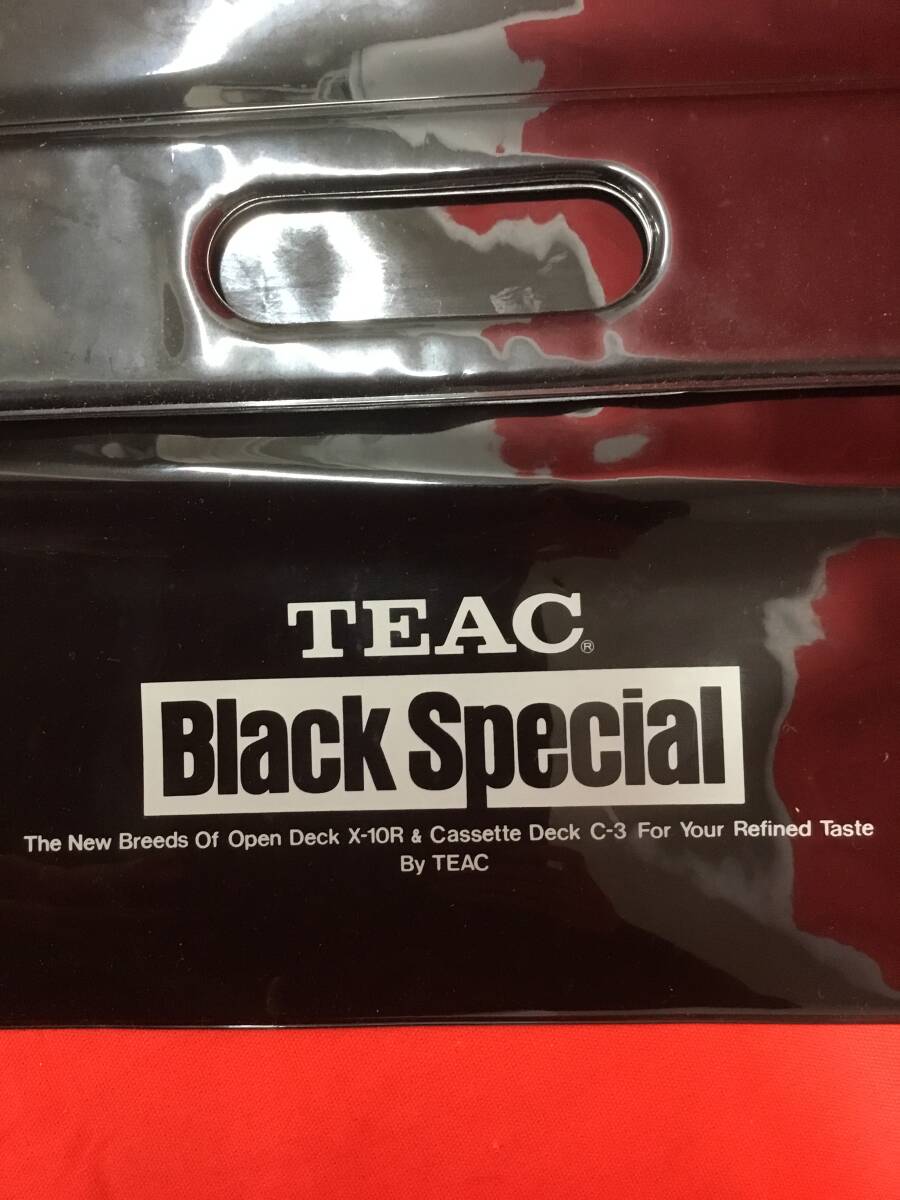 TEAC®
Black Special
The New Breeds Of Open Deck X-10R & Cassette Deck C-3 For Your Refined Taste
By TEAC